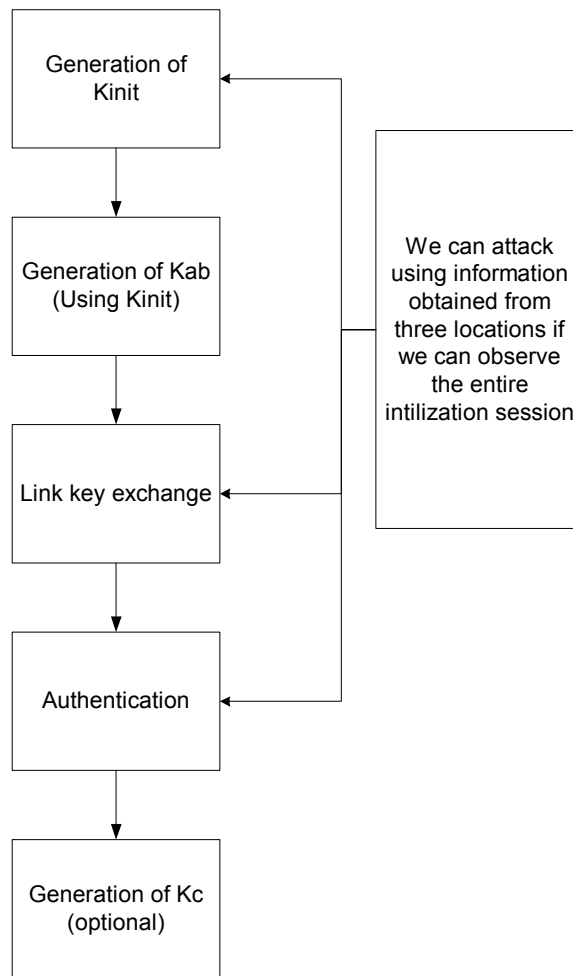 Generation of
Kinit
Generation of Kab
(Using Kinit)
Link key exchange
Authentication
Generation of Kc
(optional)
We can attack
using information
obtained from
three locations if
we can observe
the entire
intilization session